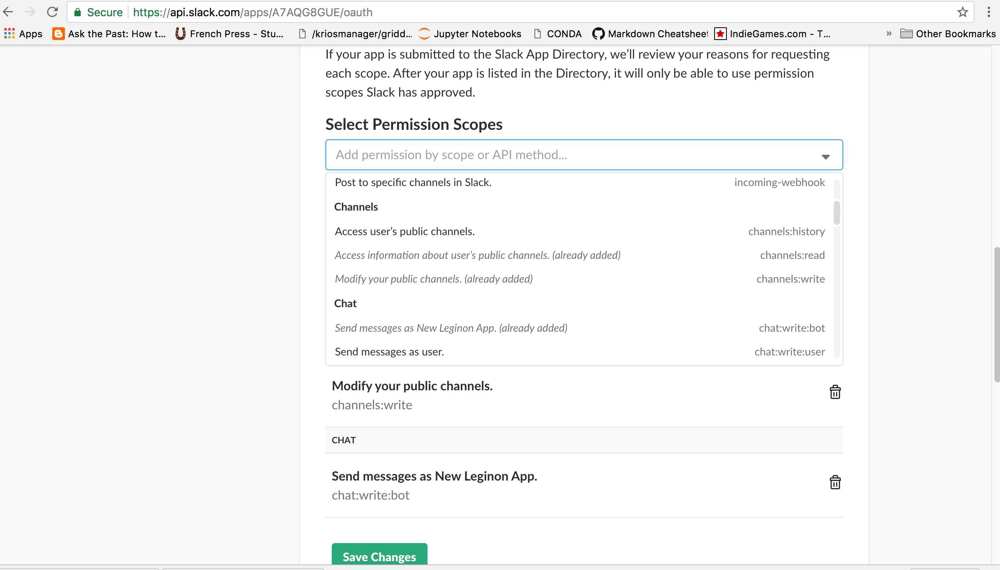 Secure https://api.slack.com/apps/A7AQG8GUE/oauth
Apps Ask the Past: How t... French Press - Stu... /kriosmanager/gridd... Jupyter Notebooks CONDA Markdown Cheatsheet IndieGames.com - T... » Other Bookmarks
If your app is submitted to the Slack App Directory, we’ll review your reasons for requesting
each scope. After your app is listed in the Directory, it will only be able to use permission
scopes Slack has approved.
Select Permission Scopes
Add permission by scope or API method...
Post to specific channels in Slack. incoming-webhook
Channels
Access user’s public channels. channels:history
Access information about user’s public channels. (already added) channels:read
Modify your public channels. (already added) channels:write
Chat
Send messages as New Leginon App. (already added) chat:write:bot
Send messages as user. chat:write:user
Modify your public channels.
channels:write
CHAT
Send messages as New Leginon App.
chat:write:bot
Save Changes